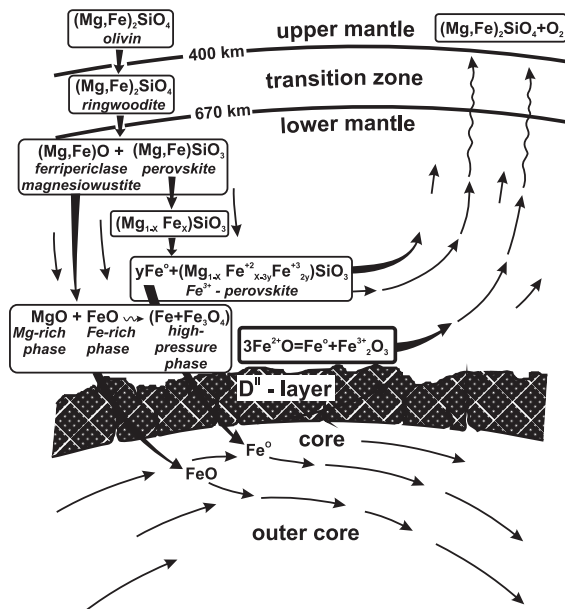 (Mg,Fe)₂SiO₄
olivin
upper mantle
(Mg,Fe)₂SiO₄+O₂
400 km
(Mg,Fe)₂SiO₄
ringwoodite
transition zone
670 km
lower mantle
(Mg,Fe)O + (Mg,Fe)SiO₃
ferripericlase perovskite
magnesiowustite
(Mg₁₋ₓ Feₓ)SiO₃
yFe°+(Mg₁₋ₓ Fe⁺²ₓ₋₃ᵧFe⁺³₂ᵧ)SiO₃
Fe³⁺ - perovskite
MgO + FeO ⇝ (Fe+Fe₃O₄)
Mg-rich Fe-rich high-
phase phase pressure
phase
3Fe²⁺O=Fe°+Fe³⁺₂O₃
Dᴵᴵ - layer
core
Fe°
FeO
outer core